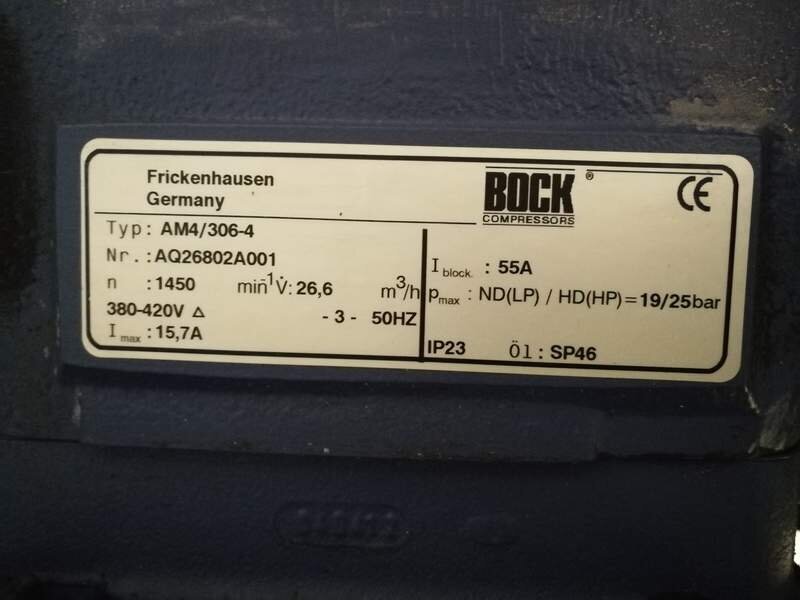 Frickenhausen
Germany
BOCK ®
COMPRESSORS
CE
Typ: AM4/306-4
Nr.: AQ26802A001
n : 1450 min⁻¹ V̇: 26,6 m³/h
380-420V Δ - 3 - 50HZ
I max : 15,7A
I block. : 55A
p max : ND(LP) / HD(HP)=19/25bar
IP23 Öl: SP46